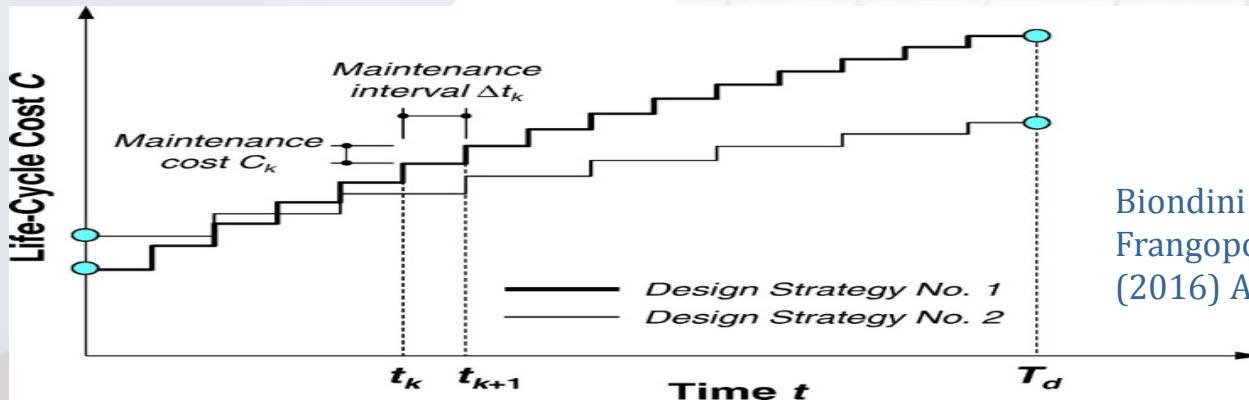 Life-Cycle Cost C
Maintenance
interval Δtₖ
Maintenance
cost Cₖ
Biondini
(2016) A
Design Strategy No. 1
Design Strategy No. 2
tₖ tₖ₊₁ T_d
Time t